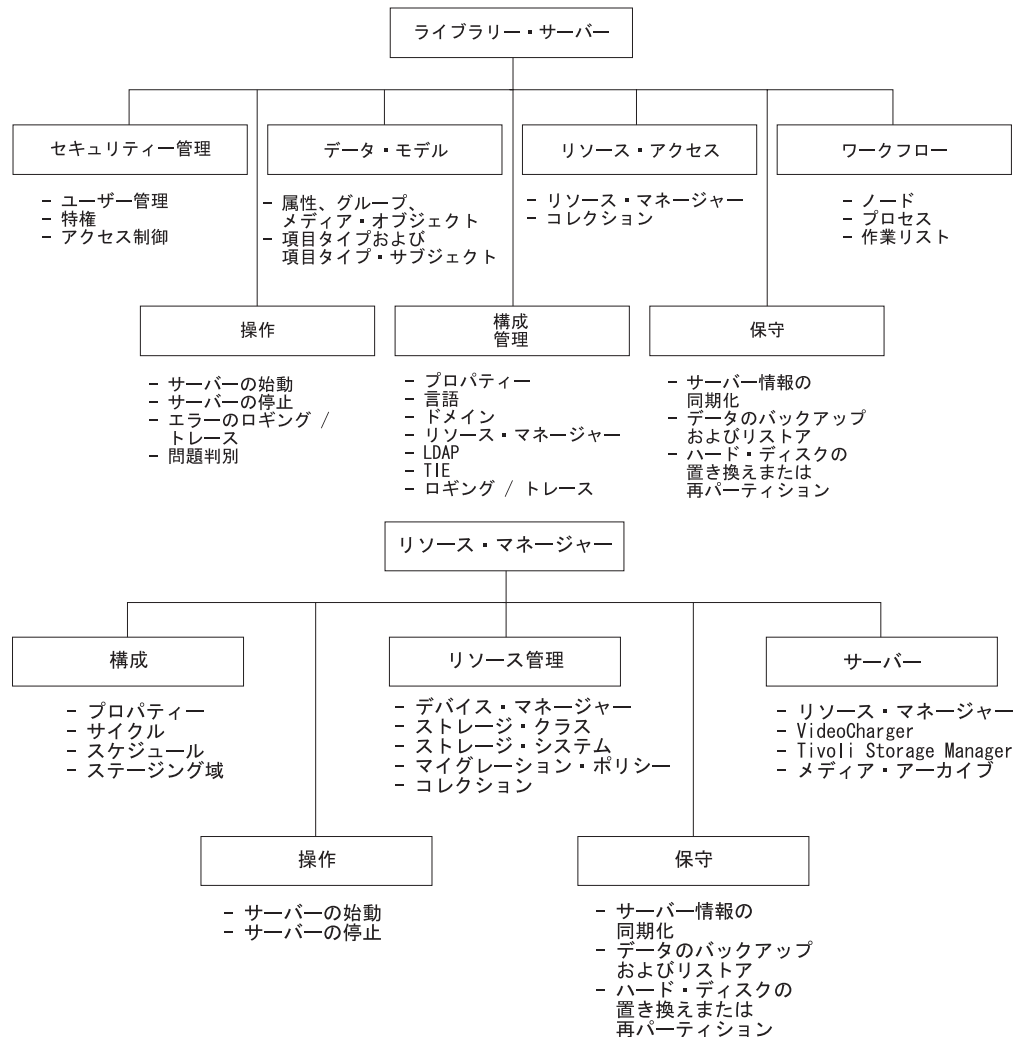 ライブラリー・サーバー
セキュリティー管理
- ユーザー管理
- 特権
- アクセス制御
データ・モデル
- 属性、グループ、
メディア・オブジェクト
- 項目タイプおよび
項目タイプ・サブジェクト
リソース・アクセス
- リソース・マネージャー
- コレクション
ワークフロー
- ノード
- プロセス
- 作業リスト
操作
- サーバーの始動
- サーバーの停止
- エラーのロギング /
トレース
- 問題判別
構成
管理
- プロパティー
- 言語
- ドメイン
- リソース・マネージャー
- LDAP
- TIE
- ロギング / トレース
保守
- サーバー情報の
同期化
- データのバックアップ
およびリストア
- ハード・ディスクの
置き換えまたは
再パーティション
リソース・マネージャー
構成
- プロパティー
- サイクル
- スケジュール
- ステージング域
リソース管理
- デバイス・マネージャー
- ストレージ・クラス
- ストレージ・システム
- マイグレーション・ポリシー
- コレクション
サーバー
- リソース・マネージャー
- VideoCharger
- Tivoli Storage Manager
- メディア・アーカイブ
操作
- サーバーの始動
- サーバーの停止
保守
- サーバー情報の
同期化
- データのバックアップ
およびリストア
- ハード・ディスクの
置き換えまたは
再パーティション